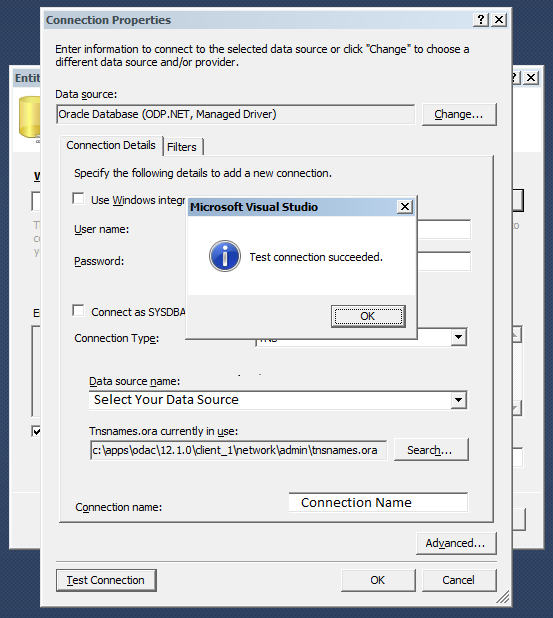 Connection Properties
Enter information to connect to the selected data source or click "Change" to choose a
different data source and/or provider.
Entit
Data source:
Oracle Database (ODP.NET, Managed Driver)
Change...
Connection Details
Filters
Specify the following details to add a new connection.
Use Windows integr
Microsoft Visual Studio
User name:
Test connection succeeded.
Password:
Connect as SYSDBA
OK
Connection Type:
Data source name:
Select Your Data Source
Tnsnames.ora currently in use:
c:\apps\odac\12.1.0\client_1\network\admin\tnsnames.ora
Search...
Connection name:
Connection Name
Advanced...
Test Connection
OK
Cancel